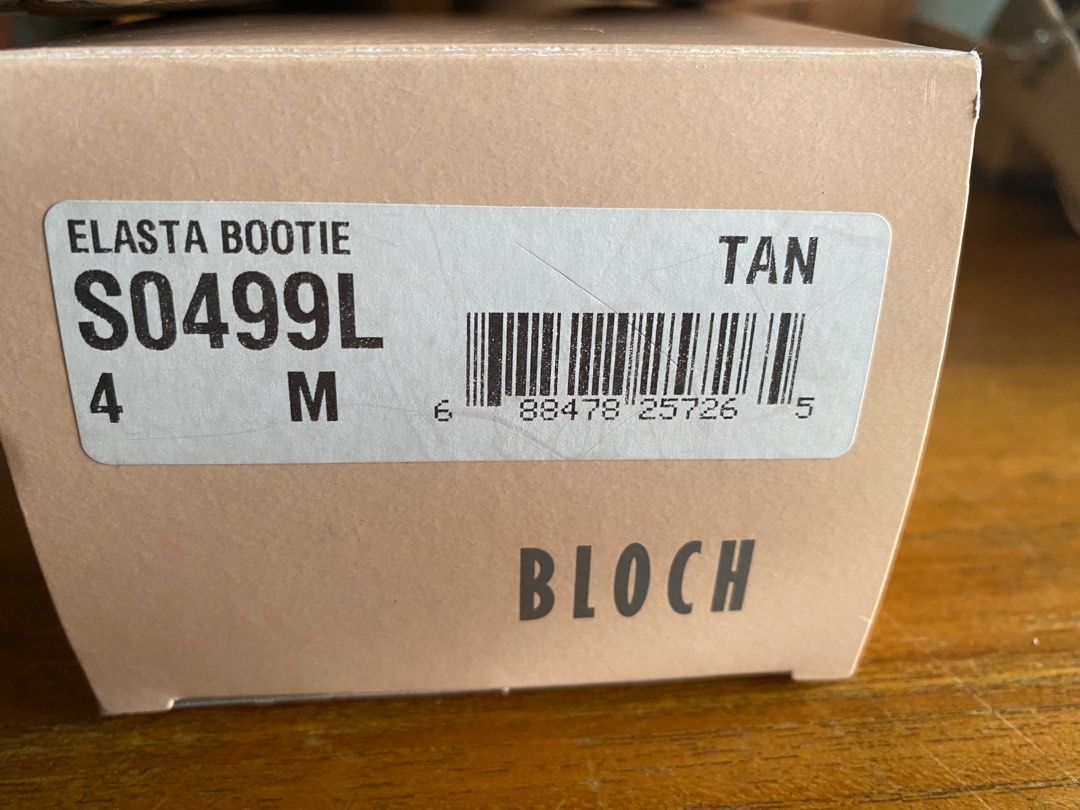 ELASTA BOOTIE
TAN
S0499L
4 M
6 88478 25726 5
BLOCH